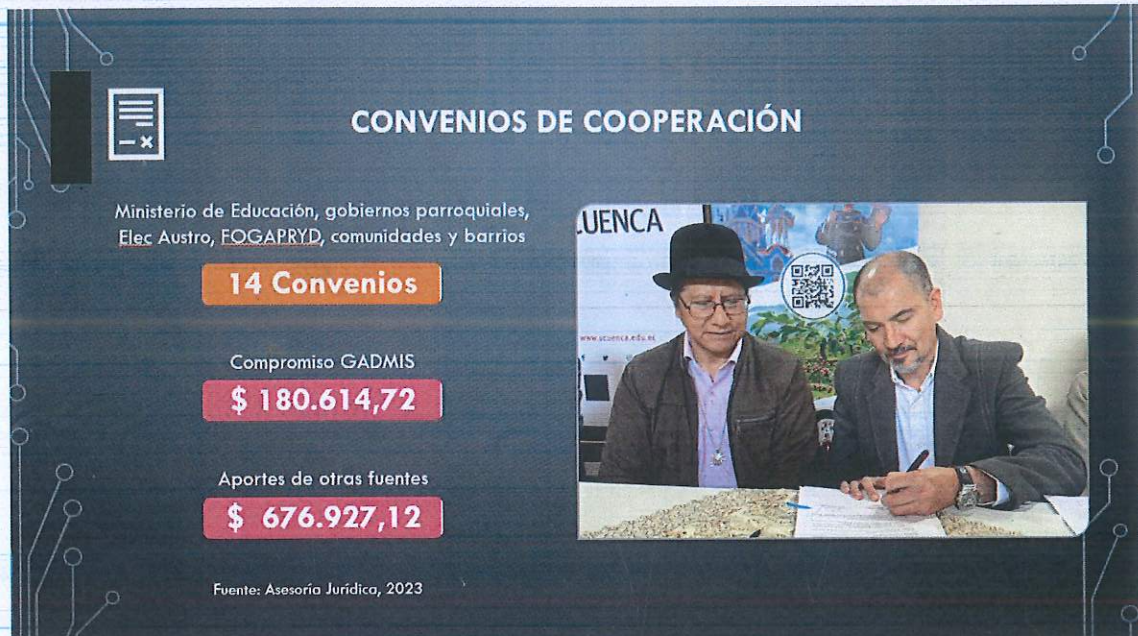 CONVENIOS DE COOPERACIÓN
Ministerio de Educación, gobiernos parroquiales,
Elec Austro, FOGAPRYD, comunidades y barrios
14 Convenios
Compromiso GADMIS
$ 180.614,72
Aportes de otras fuentes
$ 676.927,12
Fuente: Asesoría Jurídica, 2023
UCUENCA
www.ucuenca.edu.ec